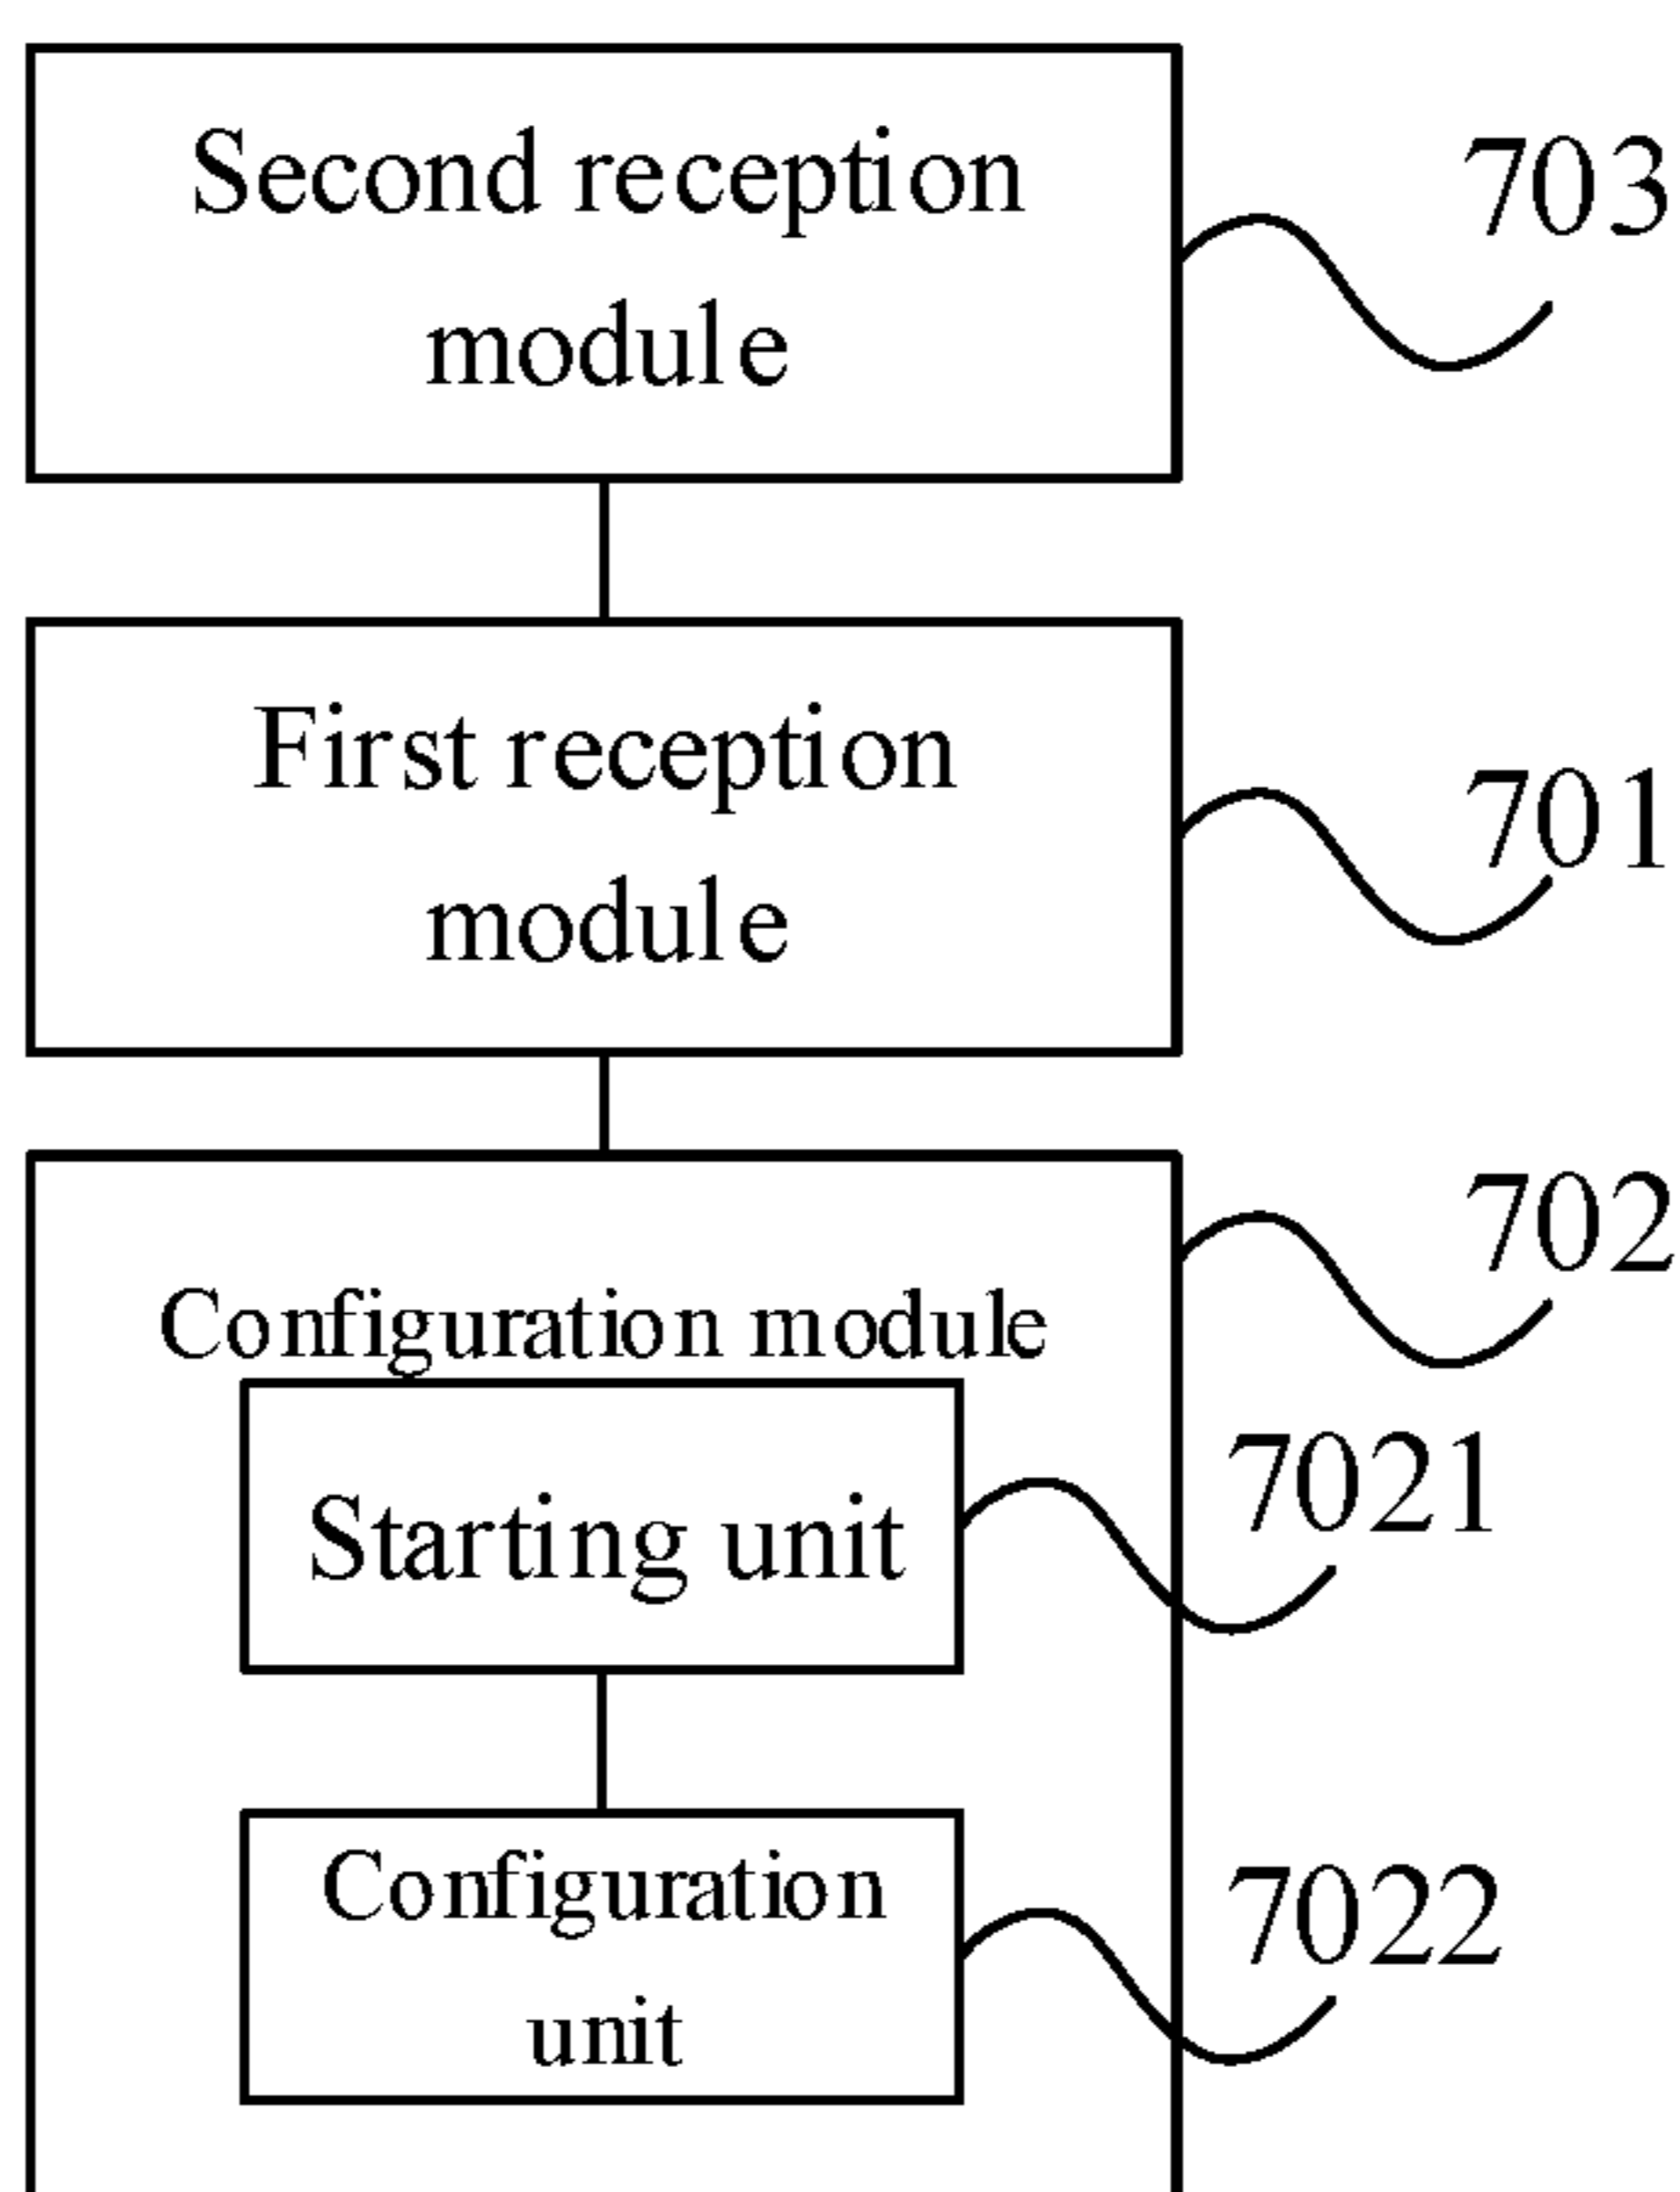 Second reception
module
703
First reception
module
701
Configuration module
702
Starting unit
7021
Configuration
unit
7022